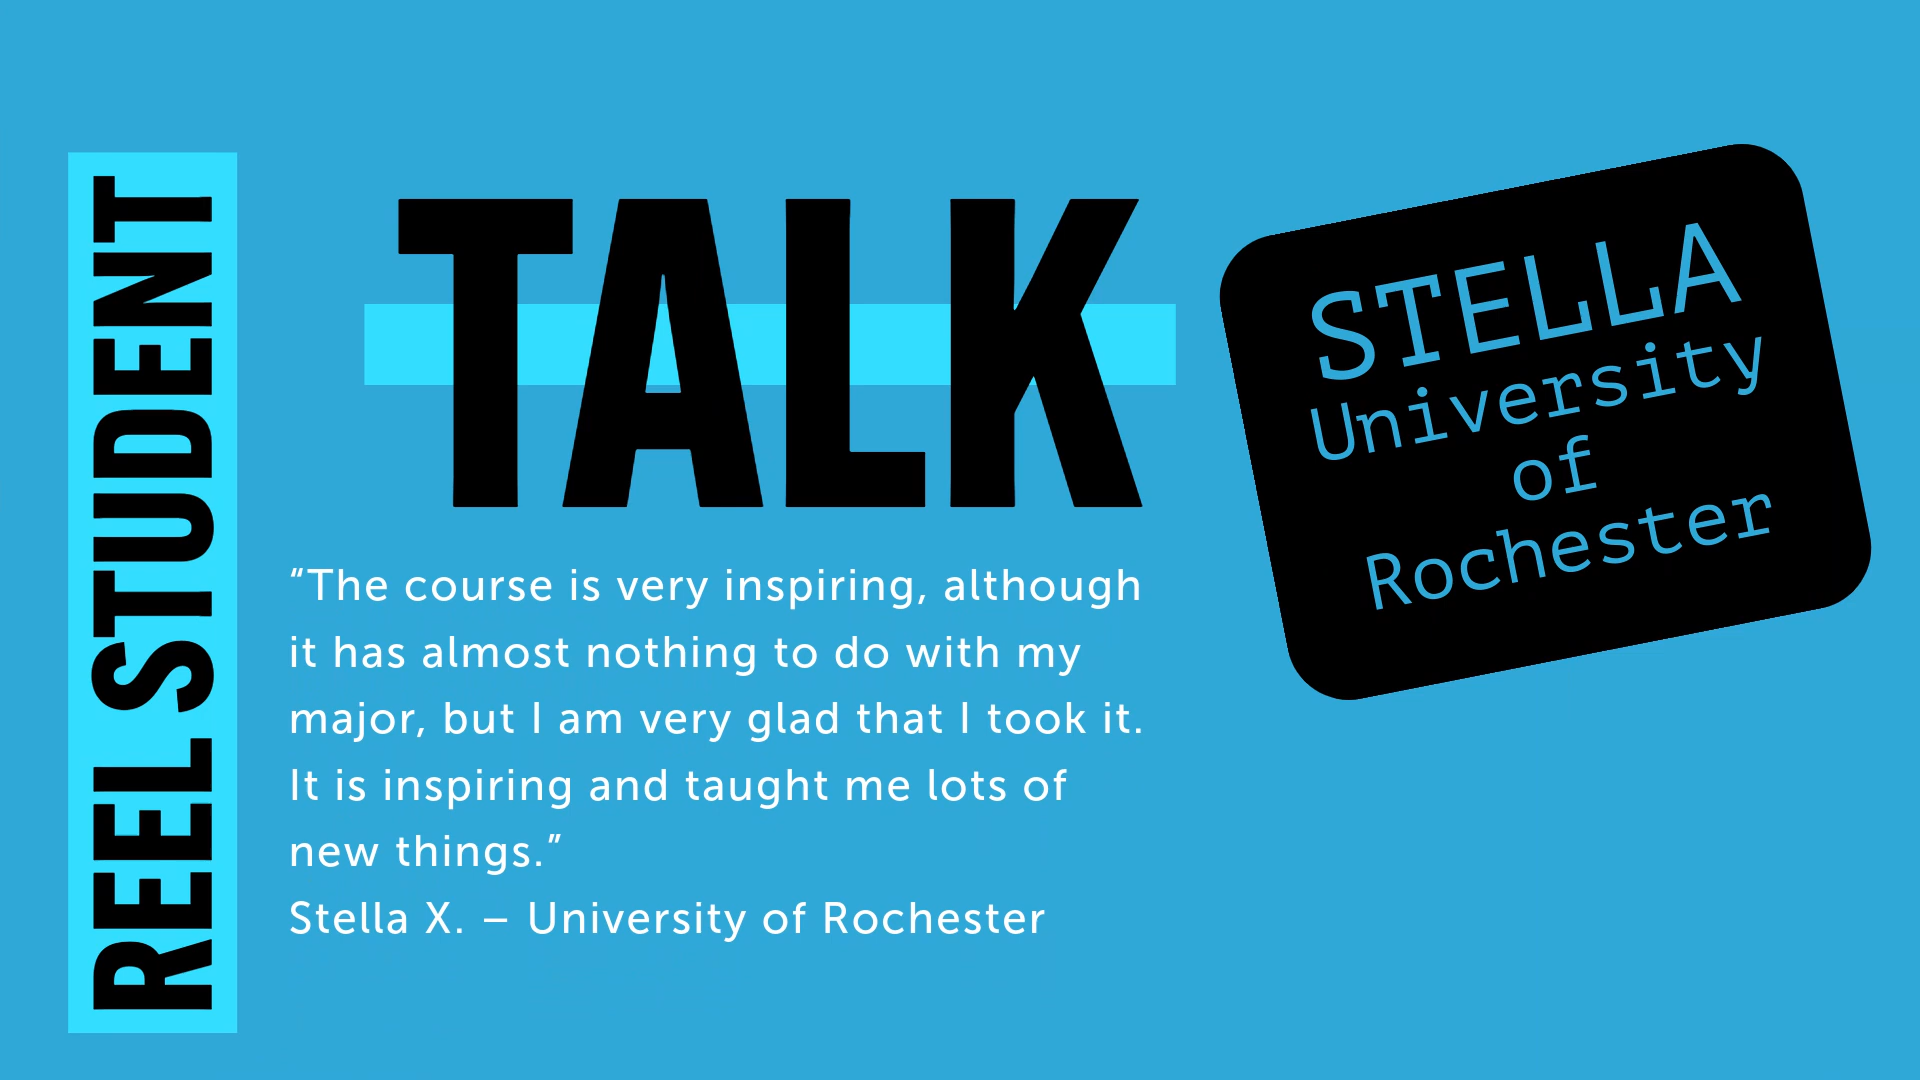 REEL STUDENT
TALK
“The course is very inspiring, although
it has almost nothing to do with my
major, but I am very glad that I took it.
It is inspiring and taught me lots of
new things.”
Stella X. – University of Rochester
STELLA
University
of
Rochester